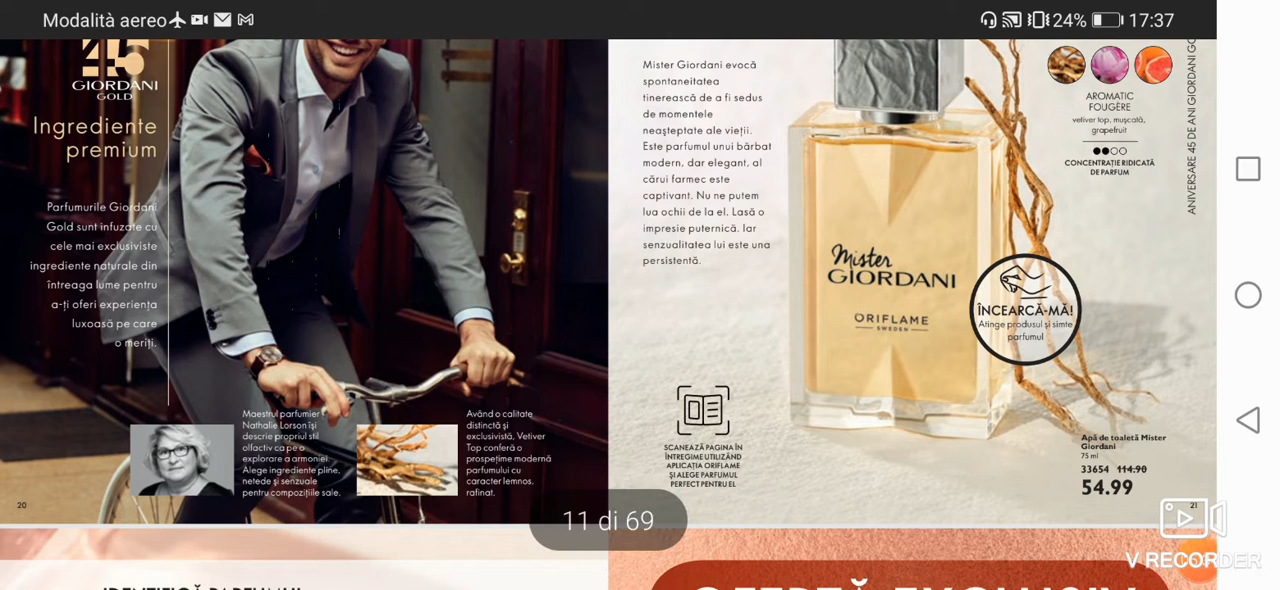 Modalità aereo
24% 17:37
45
GIORDANI
GOLD
Ingrediente
premium
Parfumurile Giordani
Gold sunt infuzate cu
cele mai exclusiviste
ingrediente naturale din
întreaga lume pentru
a-ți oferi experiența
luxoasă pe care
o meriți.
Maestrul parfumier
Nathalie Lorson își
descrie propriul stil
olfactiv ca pe o
explorare a armoniei.
Alege ingrediente pline,
netede și senzuale
pentru compozițiile sale.
Având o calitate
distinctă și
exclusivistă, Vetiver
Top conferă o
prospețime modernă
parfumului cu
caracter lemnos,
rafinat.
20
Mister Giordani evocă
spontaneitatea
tinerească de a fi sedus
de momentele
neașteptate ale vieții.
Este parfumul unui bărbat
modern, dar elegant, al
cărui farmec este
captivant. Nu ne putem
lua ochii de la el. Lasă o
impresie puternică. Iar
senzualitatea lui este una
persistentă.
SCANEAZĂ PAGINA ÎN
ÎNTREGIME UTILIZÂND
APLICAȚIA ORIFLAME
ȘI ALEGE PARFUMUL
PERFECT PENTRU EL
Mister
GIORDANI
ORIFLAME
SWEDEN
ÎNCEARCĂ-MĂ!
Atinge produsul și simte
parfumul
AROMATIC
FOUGÈRE
vetiver top, mușcată,
grapefruit
CONCENTRAȚIE RIDICATĂ
DE PARFUM
ANIVERSARE 45 DE ANI GIORDANI GO
Apă de toaletă Mister
Giordani
75 ml
33654 114.90
54.99
21
11 di 69
V RECORDER
IDENTIFICĂ PARFUMUL
OFERTĂ EXCLUSIV